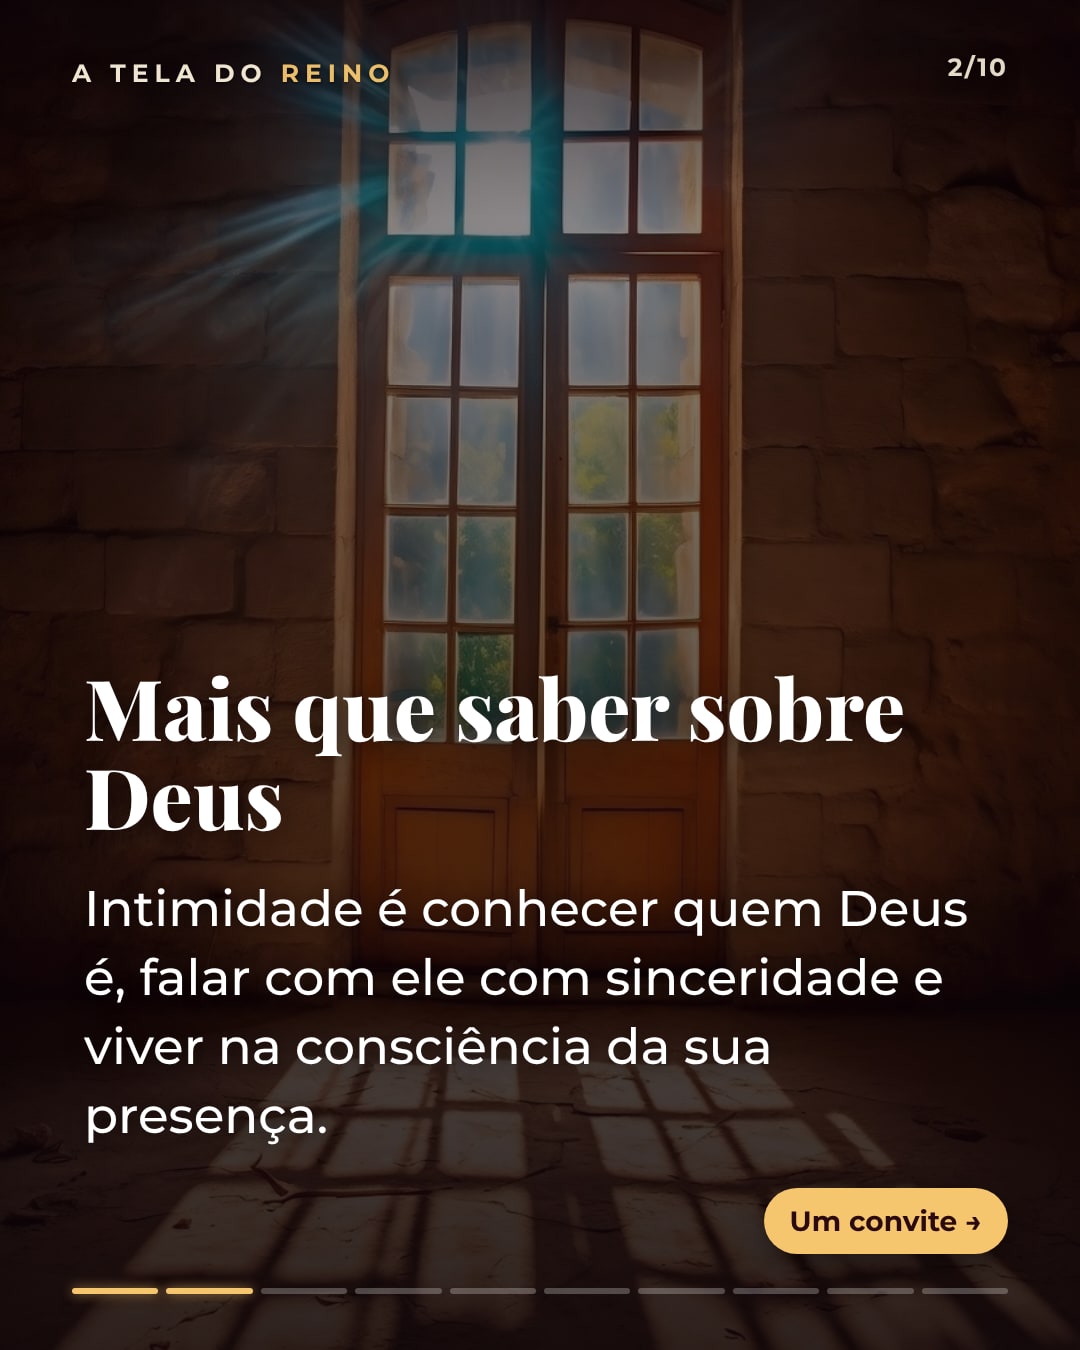 A TELA DO REINO
2/10
Mais que saber sobre
Deus
Intimidade é conhecer quem Deus
é, falar com ele com sinceridade e
viver na consciência da sua
presença.
Um convite →